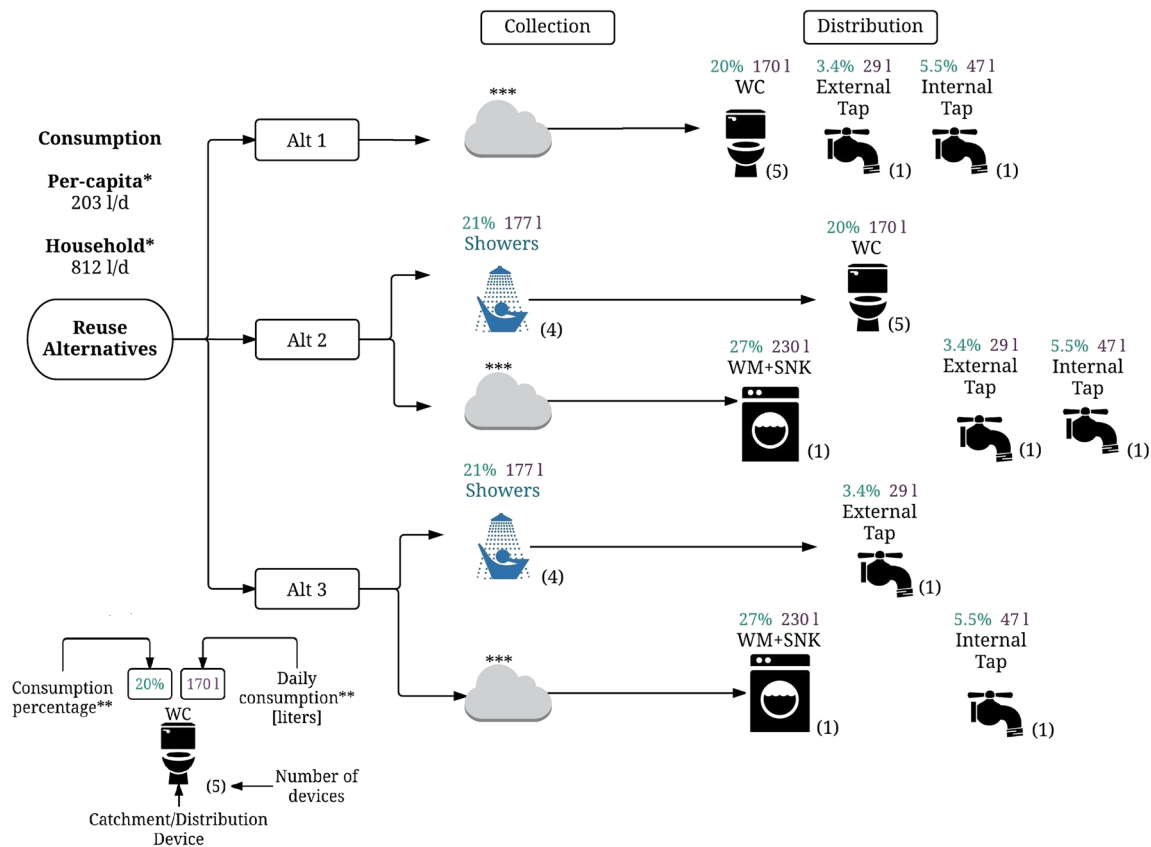 Collection
Distribution
Consumption
Per-capita*
203 l/d
Household*
812 l/d
Reuse
Alternatives
Alt 1
***
20% 170 l
WC
(5)
3.4% 29 l
External
Tap
(1)
5.5% 47 l
Internal
Tap
(1)
Alt 2
21% 177 l
Showers
(4)
20% 170 l
WC
(5)
***
27% 230 l
WM+SNK
(1)
3.4% 29 l
External
Tap
(1)
5.5% 47 l
Internal
Tap
(1)
Alt 3
21% 177 l
Showers
(4)
3.4% 29 l
External
Tap
(1)
***
27% 230 l
WM+SNK
(1)
5.5% 47 l
Internal
Tap
(1)
Consumption
percentage**
20%
170 l
Daily
consumption**
[liters]
WC
(5)
Number of
devices
Catchment/Distribution
Device